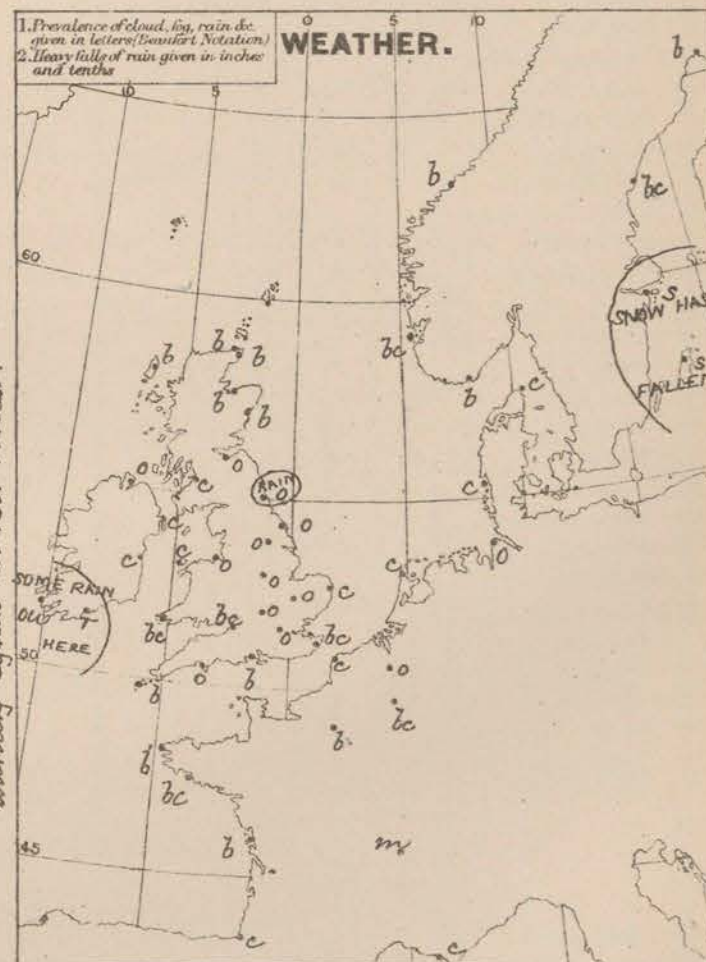 1. Prevalence of cloud, fog, rain &c.
given in letters (Beaufort Notation)
2. Heavy falls of rain given in inches
and tenths
WEATHER.
10 5 0 5 10
b
b
bc
60
S
SNOW HAS
b
b
b
bc
b
S
b
c
FALLEN
b
o
o
c
RAIN
o
c
c
o
o
c
c
o
c
o
o
SOME RAIN
o
o
c
bc
bc
o
bc
HERE
50
o
b
c
o
b
bc
b
b
bc
b
m
45
c
c